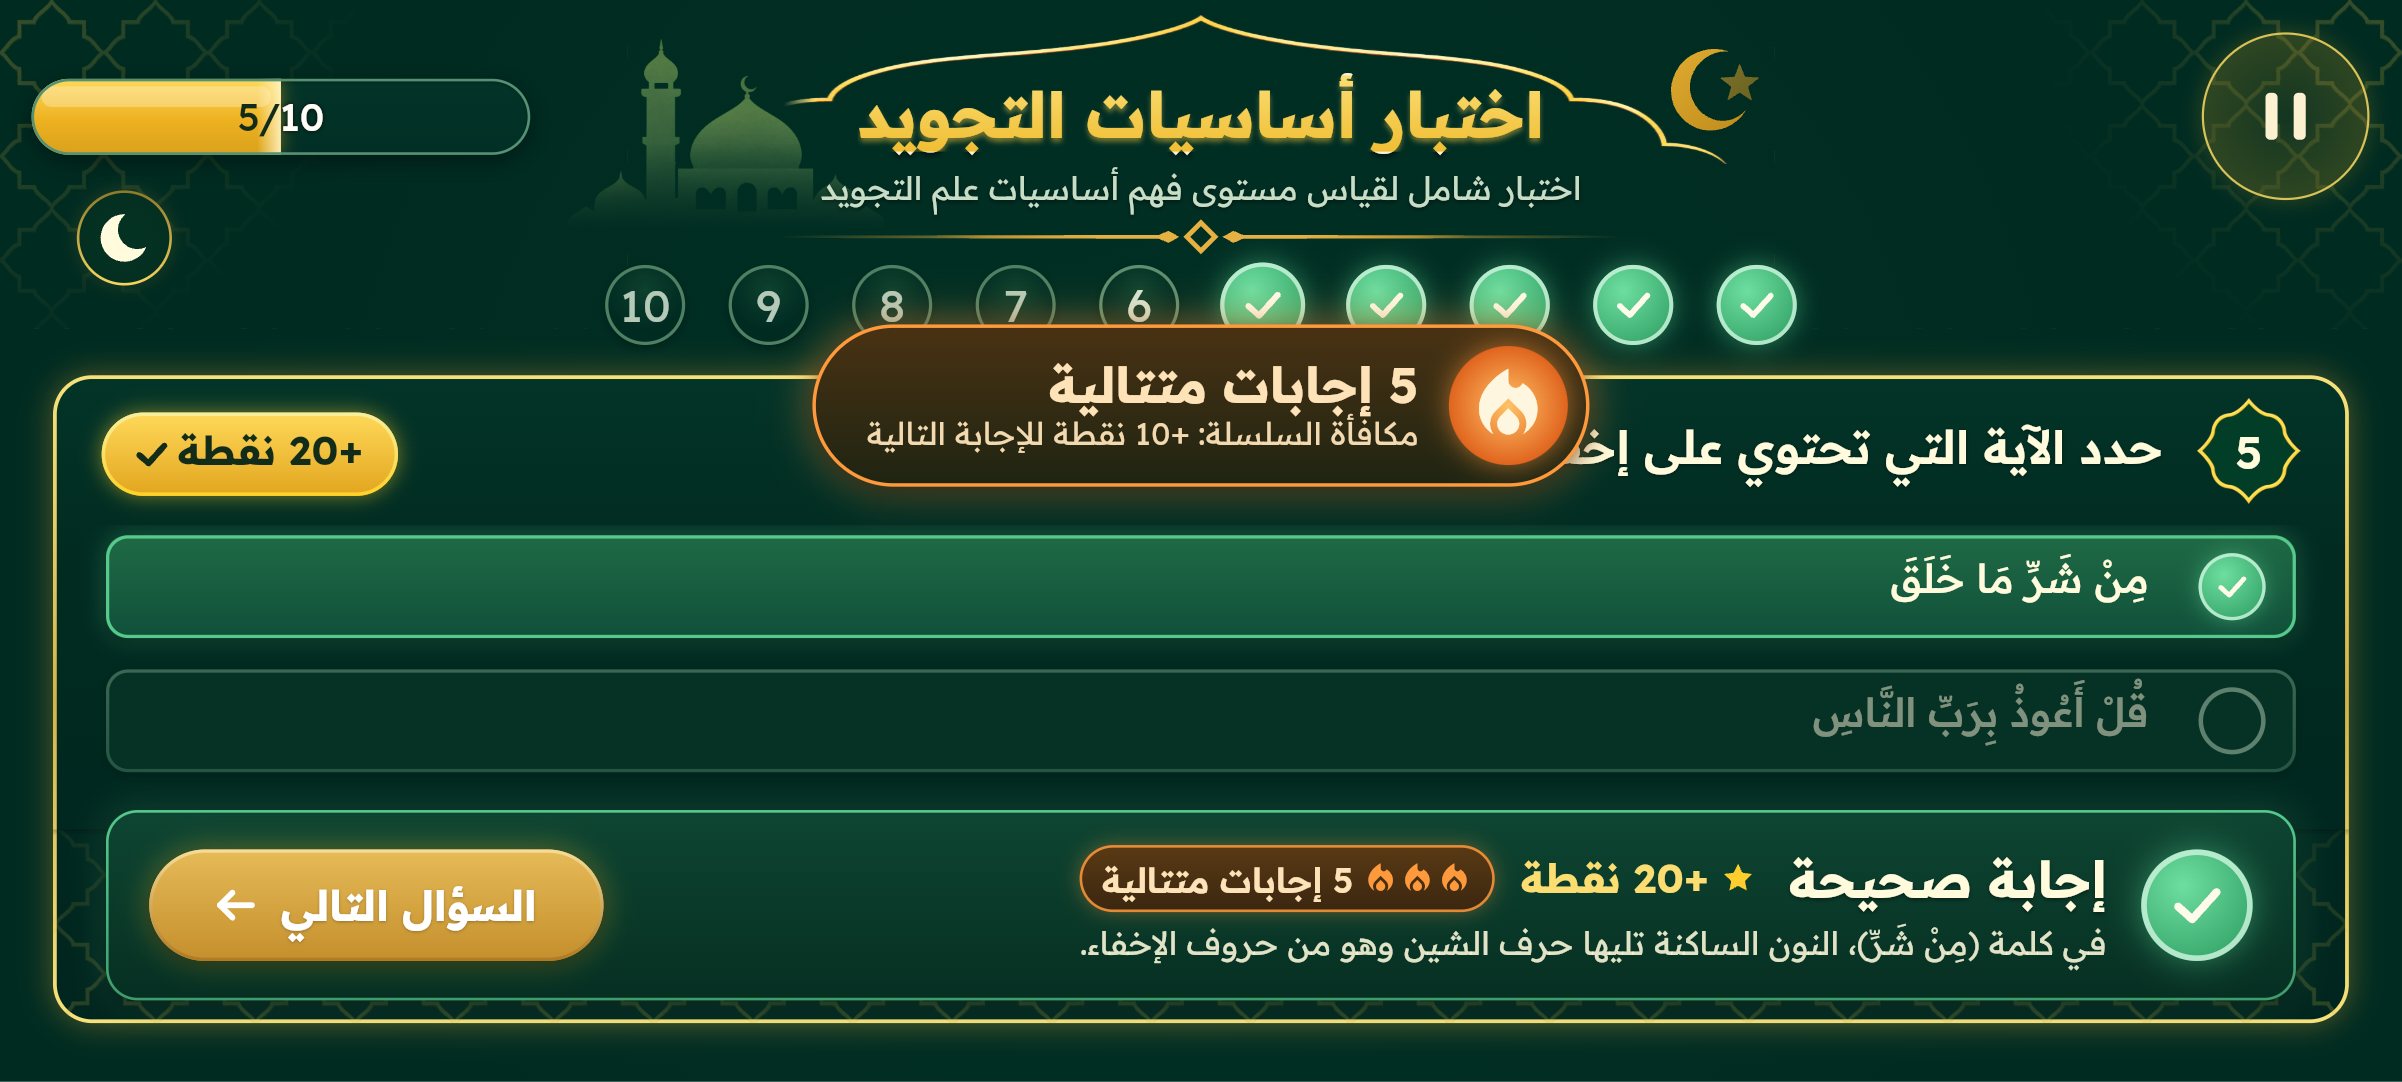 5/10
اختبار أساسيات التجويد
اختبار شامل لقياس مستوى فهم أساسيات علم التجويد
6 7 8 9 10
5 إجابات متتالية
مكافأة السلسلة: +10 نقطة للإجابة التالية
5
حدد الآية التي تحتوي على
+20 نقطة
مِنْ شَرِّ مَا خَلَقَ
قُلْ أَعُوذُ بِرَبِّ النَّاسِ
إجابة صحيحة +20 نقطة 5 إجابات متتالية
في كلمة (مِنْ شَرِّ)، النون الساكنة تليها حرف الشين وهو من حروف الإخفاء.
السؤال التالي